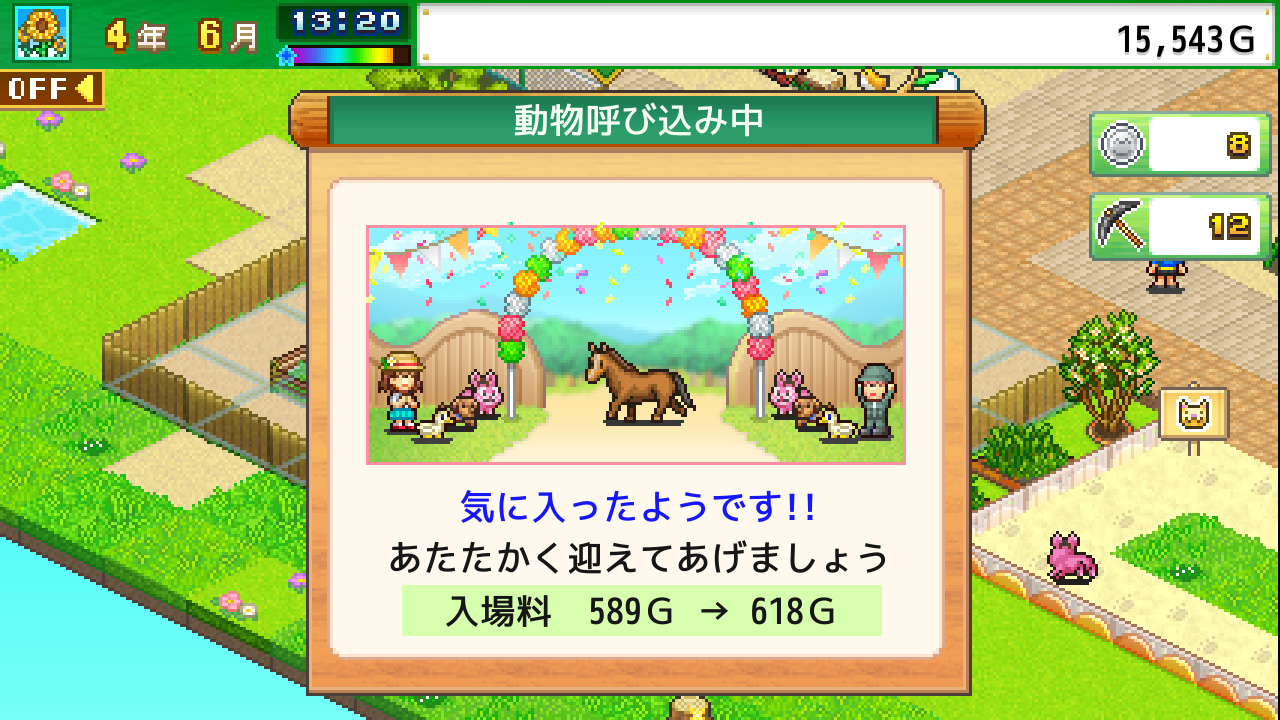 4年 6月
13:20
15,543G
OFF
8
12
動物呼び込み中
気に入ったようです!!
あたたかく迎えてあげましょう
入場料 589G → 618G